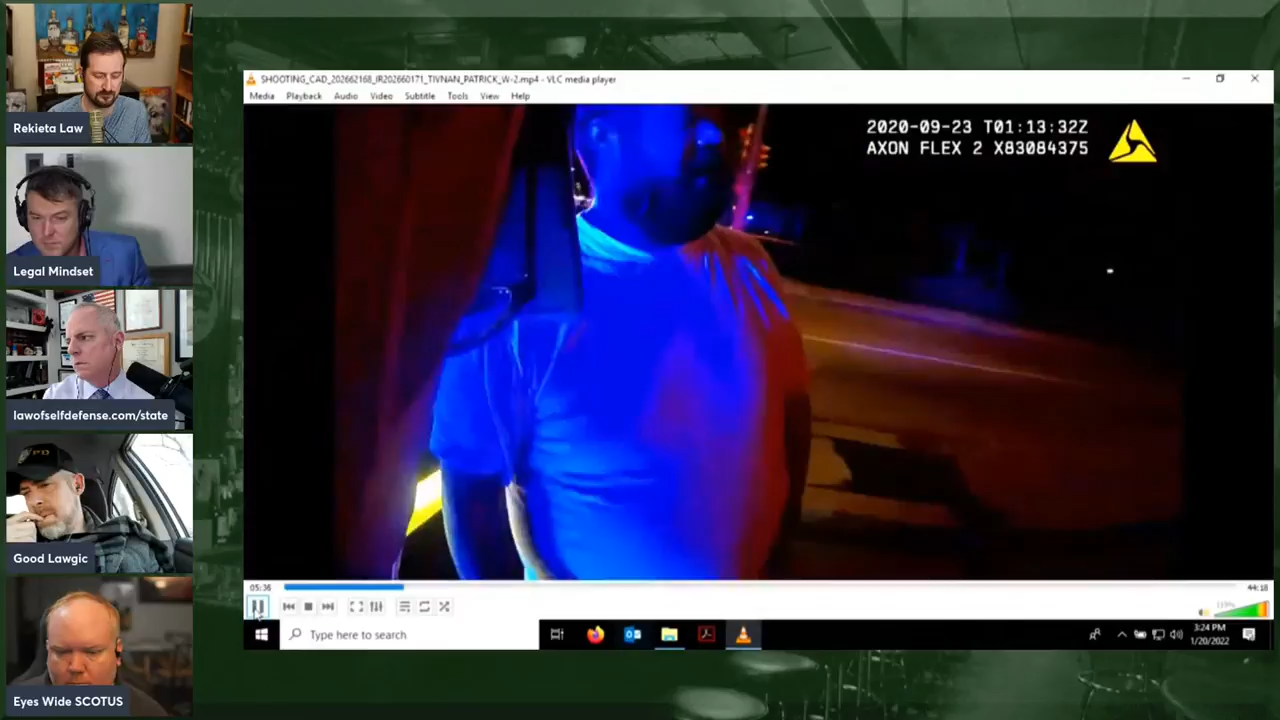 Rekieta Law
Legal Mindset
lawofselfdefense.com/state
Good Lawgic
Eyes Wide SCOTUS
SHOOTING_CAD_202662168_IR202660171_TIVNAN_PATRICK_W-2.mp4 - VLC media player
Media Playback Audio Video Subtitle Tools View Help
2020-09-23 T01:13:32Z
AXON FLEX 2 X83084375
05:36
44:18
Type here to search
3:24 PM
1/20/2022